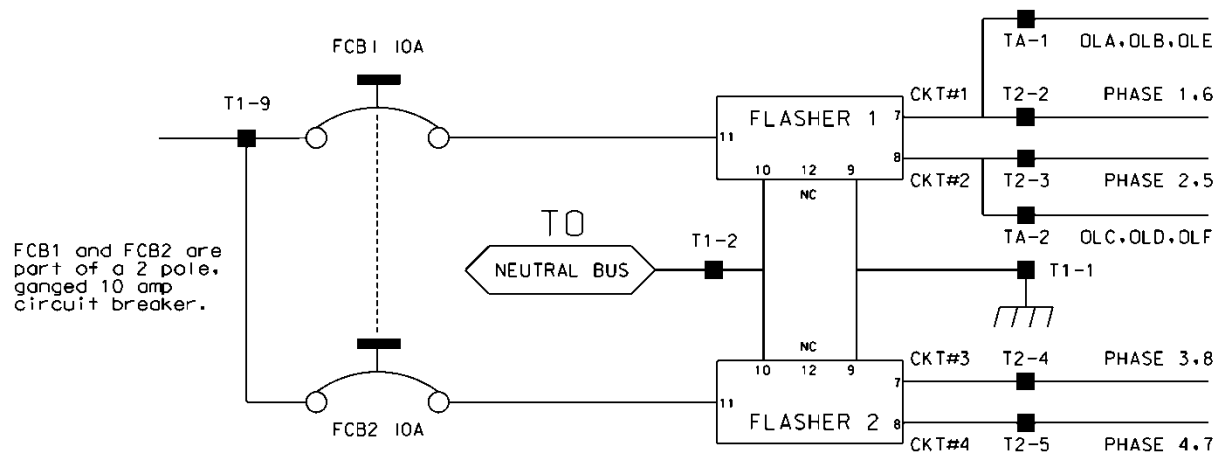 FCB1 10A
T1-9
FCB1 and FCB2 are
part of a 2 pole,
ganged 10 amp
circuit breaker.
FCB2 10A
TO
NEUTRAL BUS
T1-2
11
FLASHER 1
7
8
10 12 9
NC
CKT#1
CKT#2
TA-1 OLA,OLB,OLE
T2-2 PHASE 1,6
T2-3 PHASE 2,5
TA-2 OLC,OLD,OLF
T1-1
NC
10 12 9
11
FLASHER 2
7
8
CKT#3 T2-4 PHASE 3,8
CKT#4 T2-5 PHASE 4,7